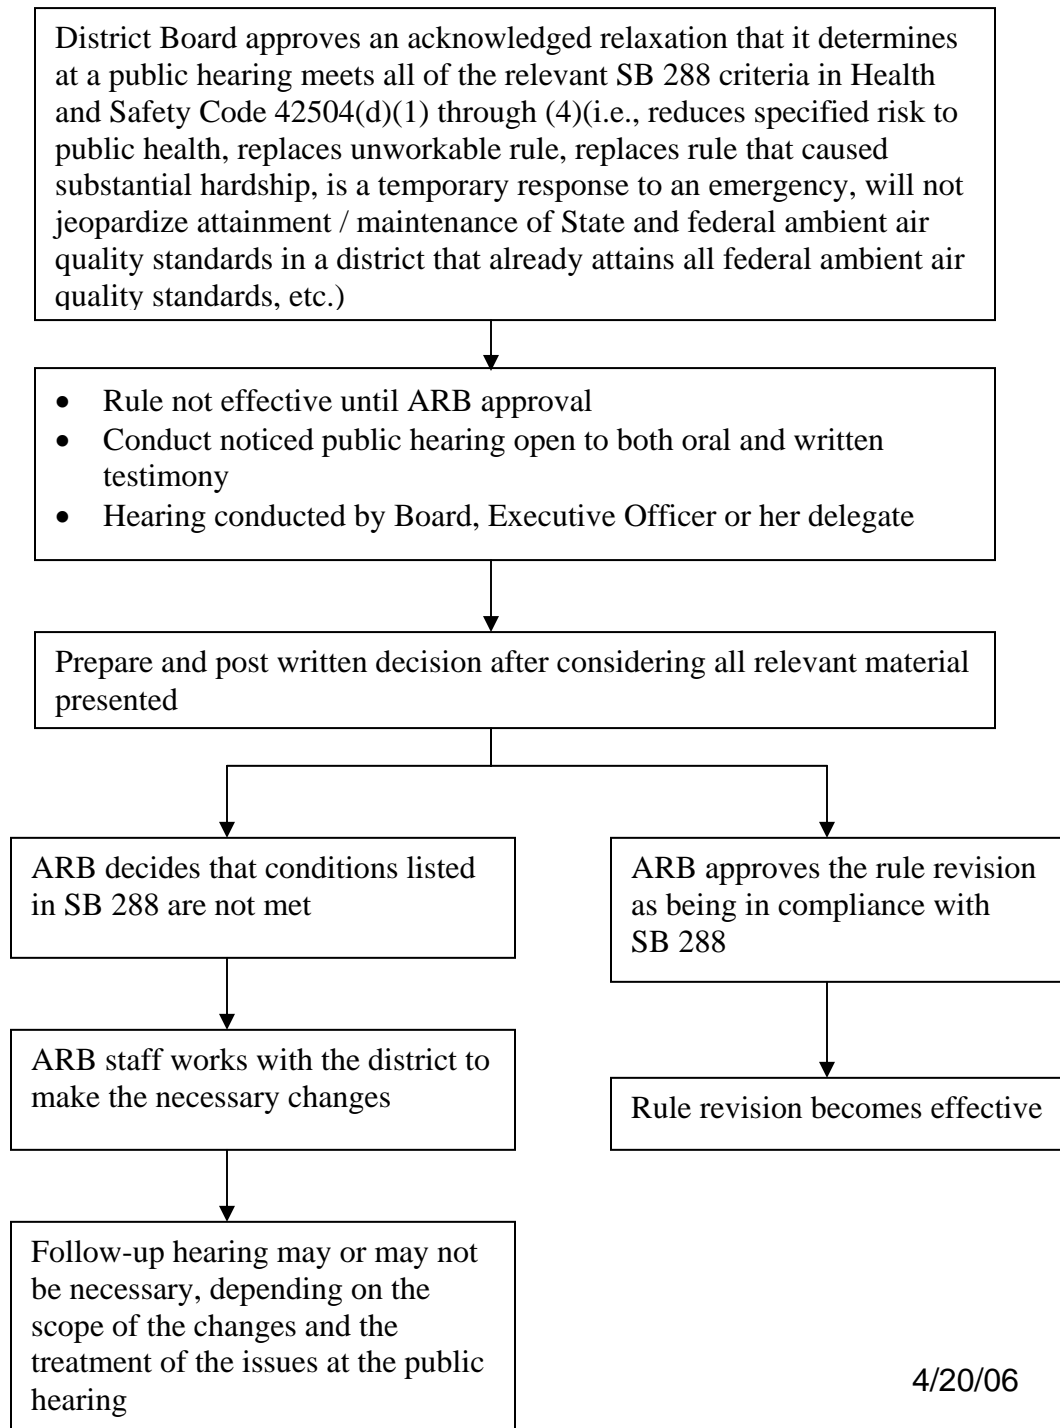 District Board approves an acknowledged relaxation that it determines
at a public hearing meets all of the relevant SB 288 criteria in Health
and Safety Code 42504(d)(1) through (4)(i.e., reduces specified risk to
public health, replaces unworkable rule, replaces rule that caused
substantial hardship, is a temporary response to an emergency, will not
jeopardize attainment / maintenance of State and federal ambient air
quality standards in a district that already attains all federal ambient air
quality standards, etc.)
• Rule not effective until ARB approval
• Conduct noticed public hearing open to both oral and written
testimony
• Hearing conducted by Board, Executive Officer or her delegate
Prepare and post written decision after considering all relevant material
presented
ARB decides that conditions listed
in SB 288 are not met
ARB staff works with the district to
make the necessary changes
Follow-up hearing may or may not
be necessary, depending on the
scope of the changes and the
treatment of the issues at the public
hearing
ARB approves the rule revision
as being in compliance with
SB 288
Rule revision becomes effective
4/20/06